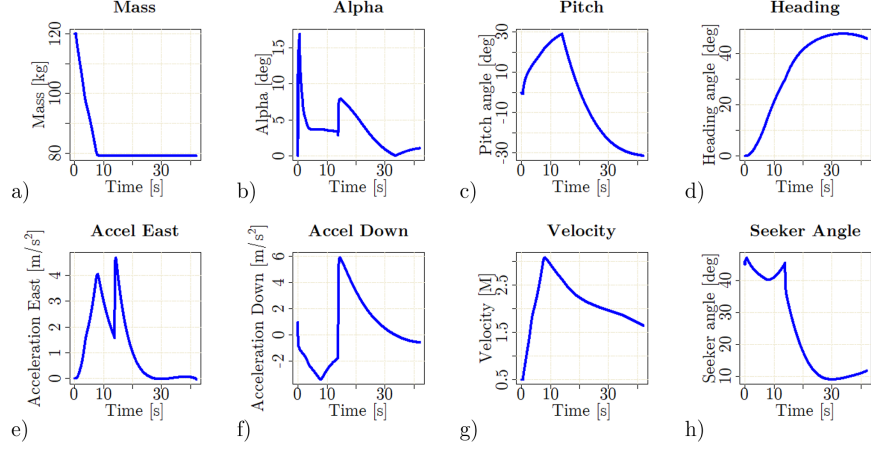 Mass
Alpha
Pitch
Heading
Mass [kg]
80 100 120
0 10 30
Time [s]
a)
Alpha [deg]
0 5 10 15
0 10 30
Time [s]
b)
Pitch angle [deg]
-30 -10 10 30
0 10 30
Time [s]
c)
Heading angle [deg]
0 20 40
0 10 30
Time [s]
d)
Accel East
Accel Down
Velocity
Seeker Angle
Acceleration East [m/s²]
0 1 2 3 4
0 10 30
Time [s]
e)
Acceleration Down [m/s²]
-2 0 2 4 6
0 10 30
Time [s]
f)
Velocity [M]
0.5 1.5 2.5
0 10 30
Time [s]
g)
Seeker angle [deg]
10 20 30 40
0 10 30
Time [s]
h)